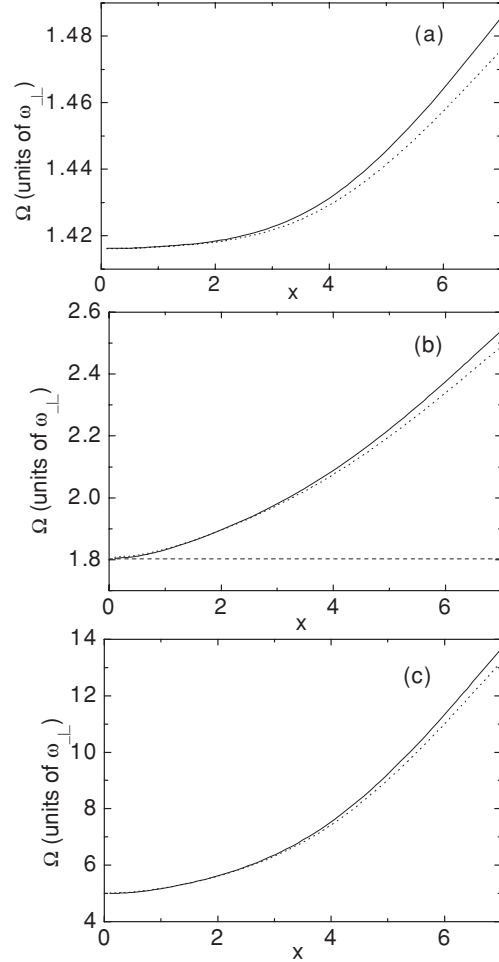 (a)
1.48
1.46
1.44
1.42
Ω (units of ω⊥)
0 2 4 6
x
(b)
2.6
2.4
2.2
2.0
1.8
Ω (units of ω⊥)
0 2 4 6
x
(c)
14
12
10
8
6
4
Ω (units of ω⊥)
0 2 4 6
x